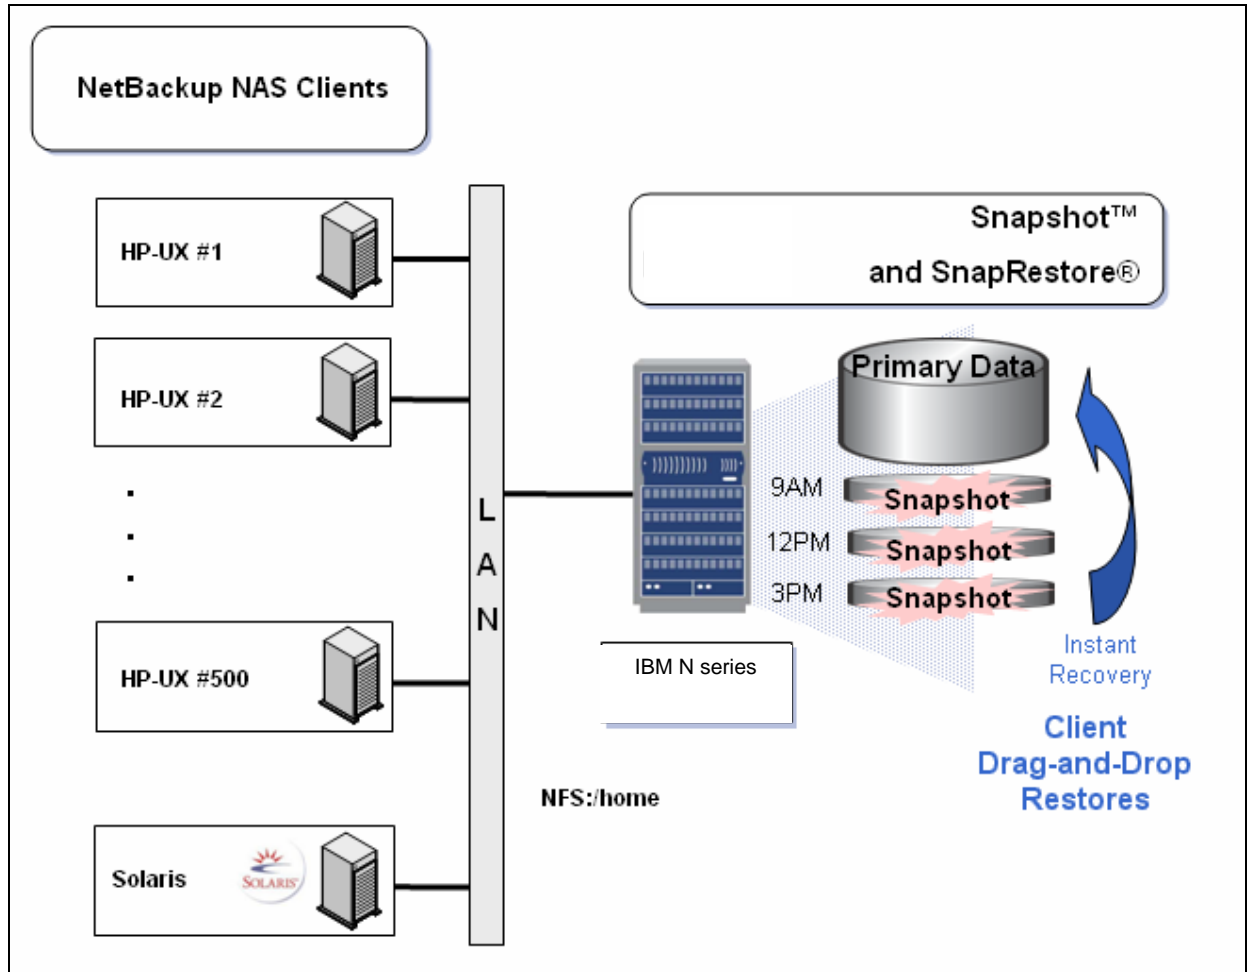 NetBackup NAS Clients
HP-UX #1
HP-UX #2
.
.
.
HP-UX #500
Solaris
SOLARIS
L
A
N
Snapshot™
and SnapRestore®
Primary Data
9AM
Snapshot
12PM
Snapshot
3PM
Snapshot
IBM N series
Instant
Recovery
Client
Drag-and-Drop
Restores
NFS:/home